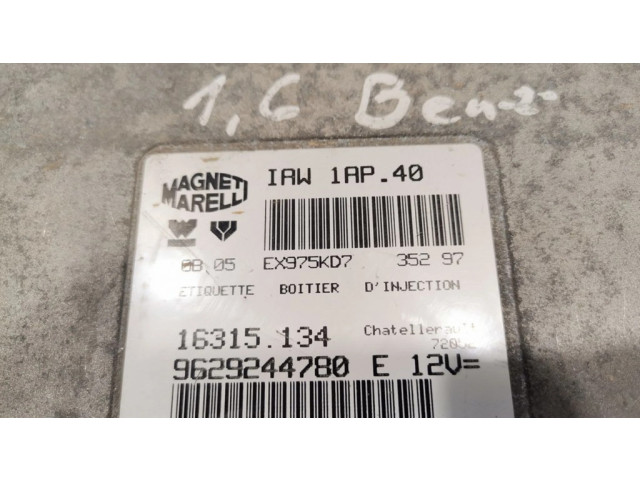 1,6 Benz
MAGNETI
MARELLI
IAW 1AP.40
08.05 EX975KD7 352 97
ETIQUETTE BOITIER D'INJECTION
16315.134 Chatellerault
9629244780 E 12V=